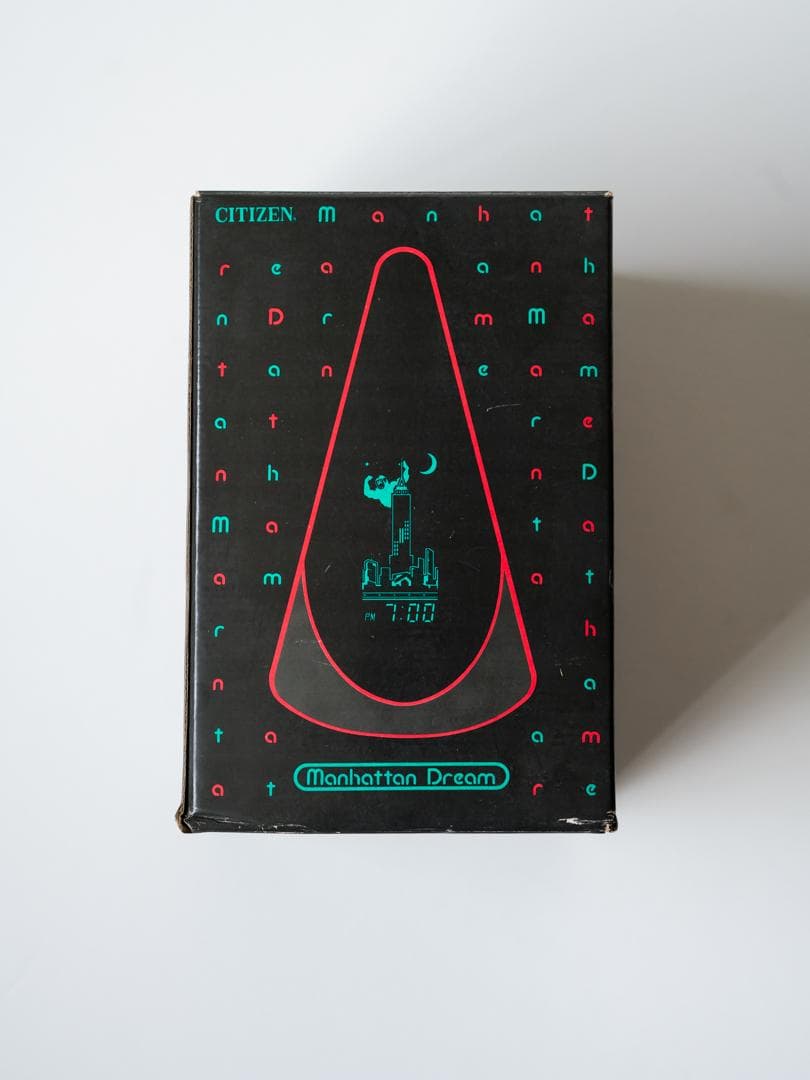 CITIZEN. M a n h a t
r e a a n h
n D r m M a
t a n e a m
a t r e
n h n D
M a t a
a m a t
PM 7:00
r h
n a
t a a m
Manhattan Dream
a t r e